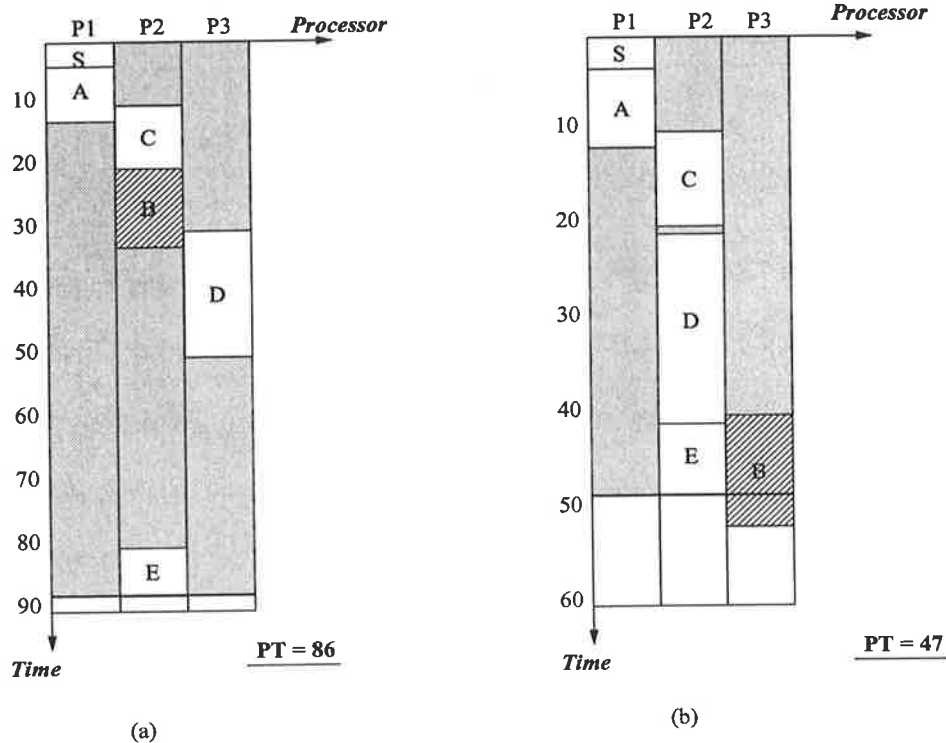 P1 P2 P3 Processor
S
A
C
B
D
E
10
20
30
40
50
60
70
80
90
Time
PT = 86
(a)
P1 P2 P3 Processor
S
A
C
D
E
B
10
20
30
40
50
60
Time
PT = 47
(b)